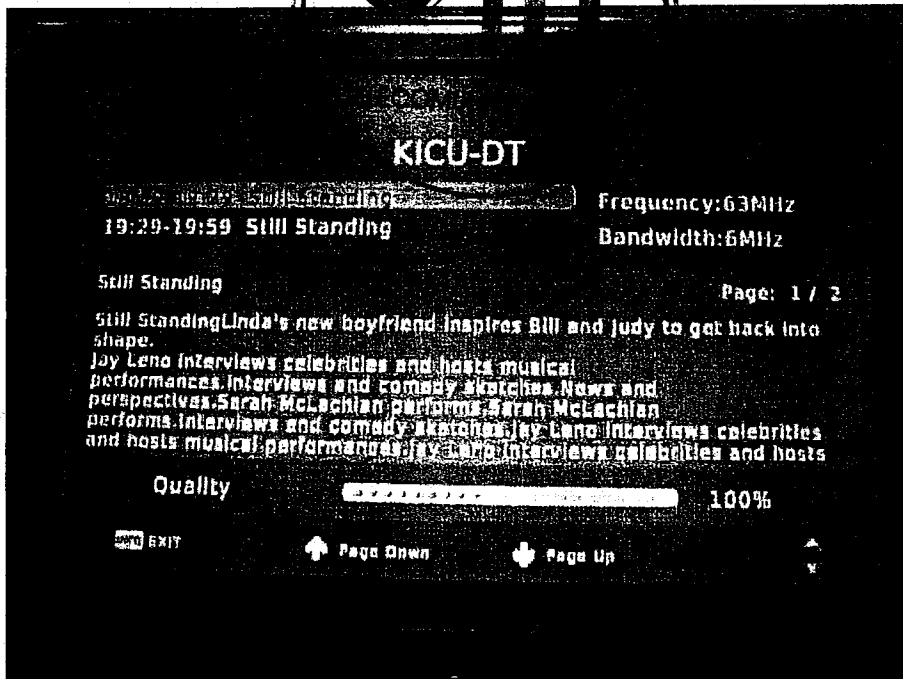 KICU-DT
Still Standing
19:29-19:59 Still Standing
Frequency:63MHz
Bandwidth:6MHz
Still Standing
Page: 1 / 2
Still StandingLinda's new boyfriend inspires Bill and Judy to get back into
shape.
Jay Leno interviews celebrities and hosts musical
performances.Interviews and comedy sketches.News and
perspectives.Sarah McLachlan performs.Sarah McLachlan
performs.Interviews and comedy sketches.Jay Leno interviews celebrities
and hosts musical performances.Jay Leno interviews celebrities and hosts
Quality
100%
EXIT
Page Down
Page Up